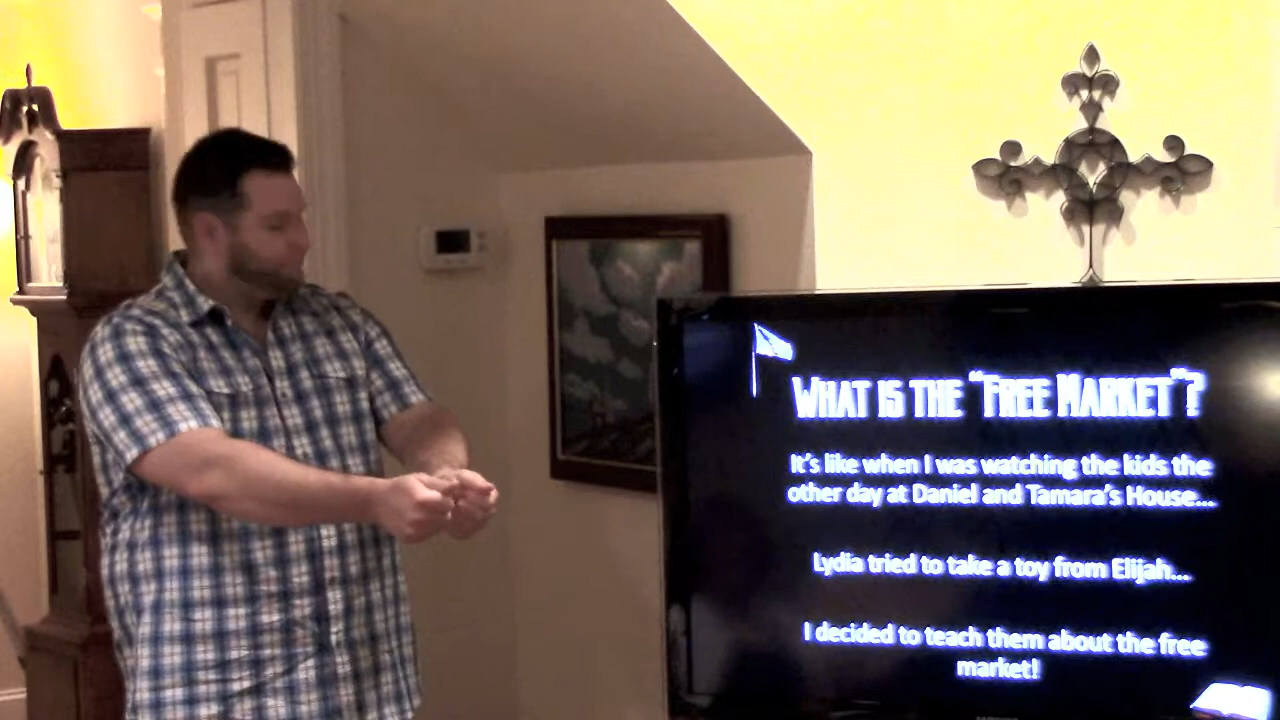 What is the "Free Market"?
It's like when I was watching the kids the
other day at Daniel and Tamara's House...
Lydia tried to take a toy from Elijah...
I decided to teach them about the free
market!